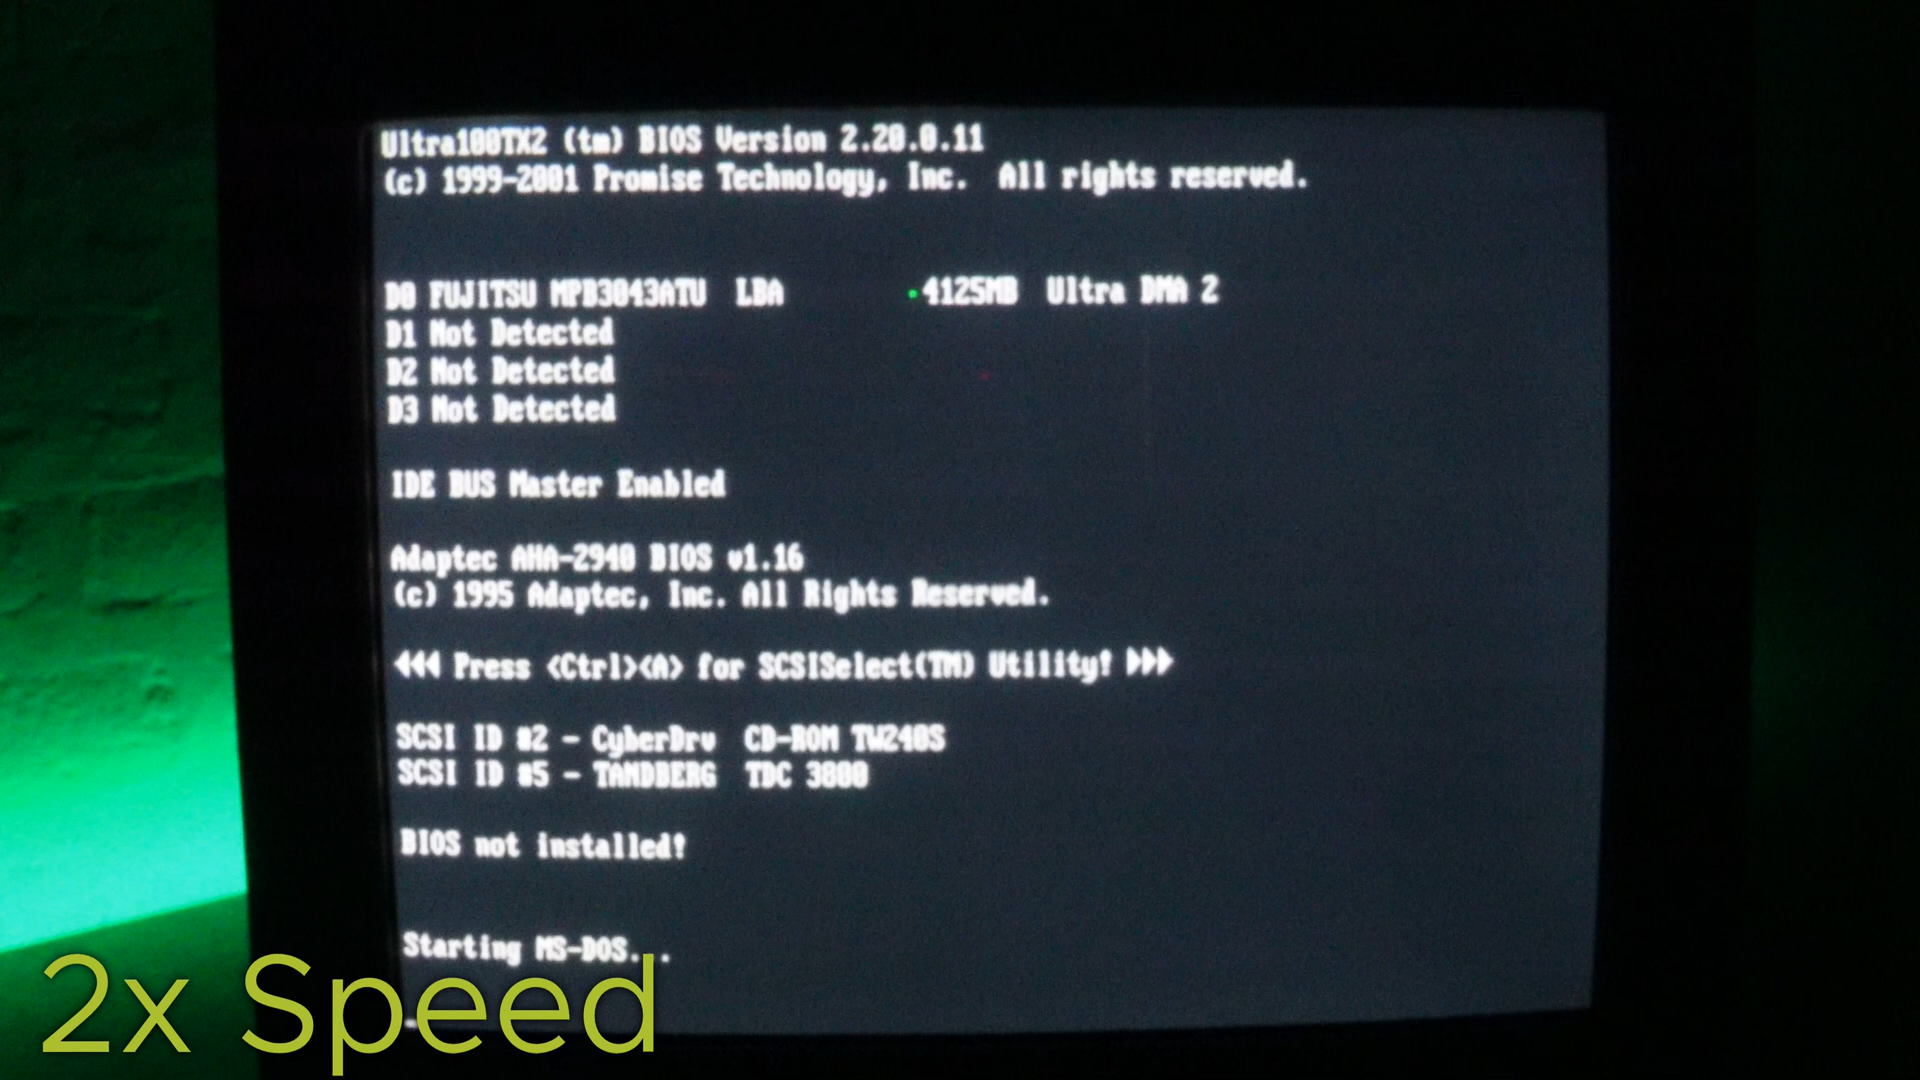 Ultra100TX2 (tm) BIOS Version 2.20.0.11
(c) 1999-2001 Promise Technology, Inc.  All rights reserved.
D0 FUJITSU MPB3043ATU  LBA 4125MB  Ultra DMA 2
D1 Not Detected
D2 Not Detected
D3 Not Detected
IDE BUS Master Enabled
Adaptec AHA-2940 BIOS v1.16
(c) 1995 Adaptec, Inc. All Rights Reserved.
◄◄◄ Press <Ctrl><A> for SCSISelect(TM) Utility! ►►►
SCSI ID #2 - CyberDrv  CD-ROM TW240S
SCSI ID #5 - TANDBERG  TDC 3800
BIOS not installed!
Starting MS-DOS...
2x Speed